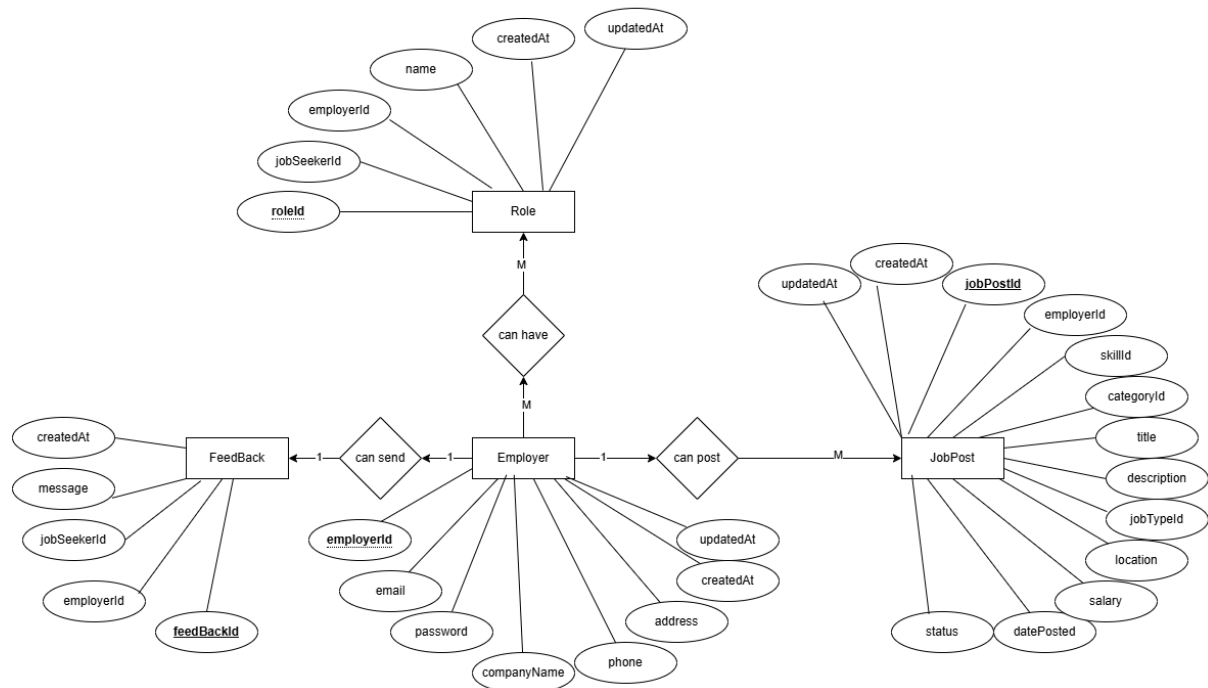 createdAt
updatedAt
name
employerId
jobSeekerId
roleId
Role
M
can have
M
createdAt
message
jobSeekerId
employerId
feedBackId
FeedBack
1
can send
1
Employer
1
can post
M
JobPost
employerId
email
password
companyName
phone
address
createdAt
updatedAt
updatedAt
createdAt
jobPostId
employerId
skillId
categoryId
title
description
jobTypeId
location
salary
datePosted
status